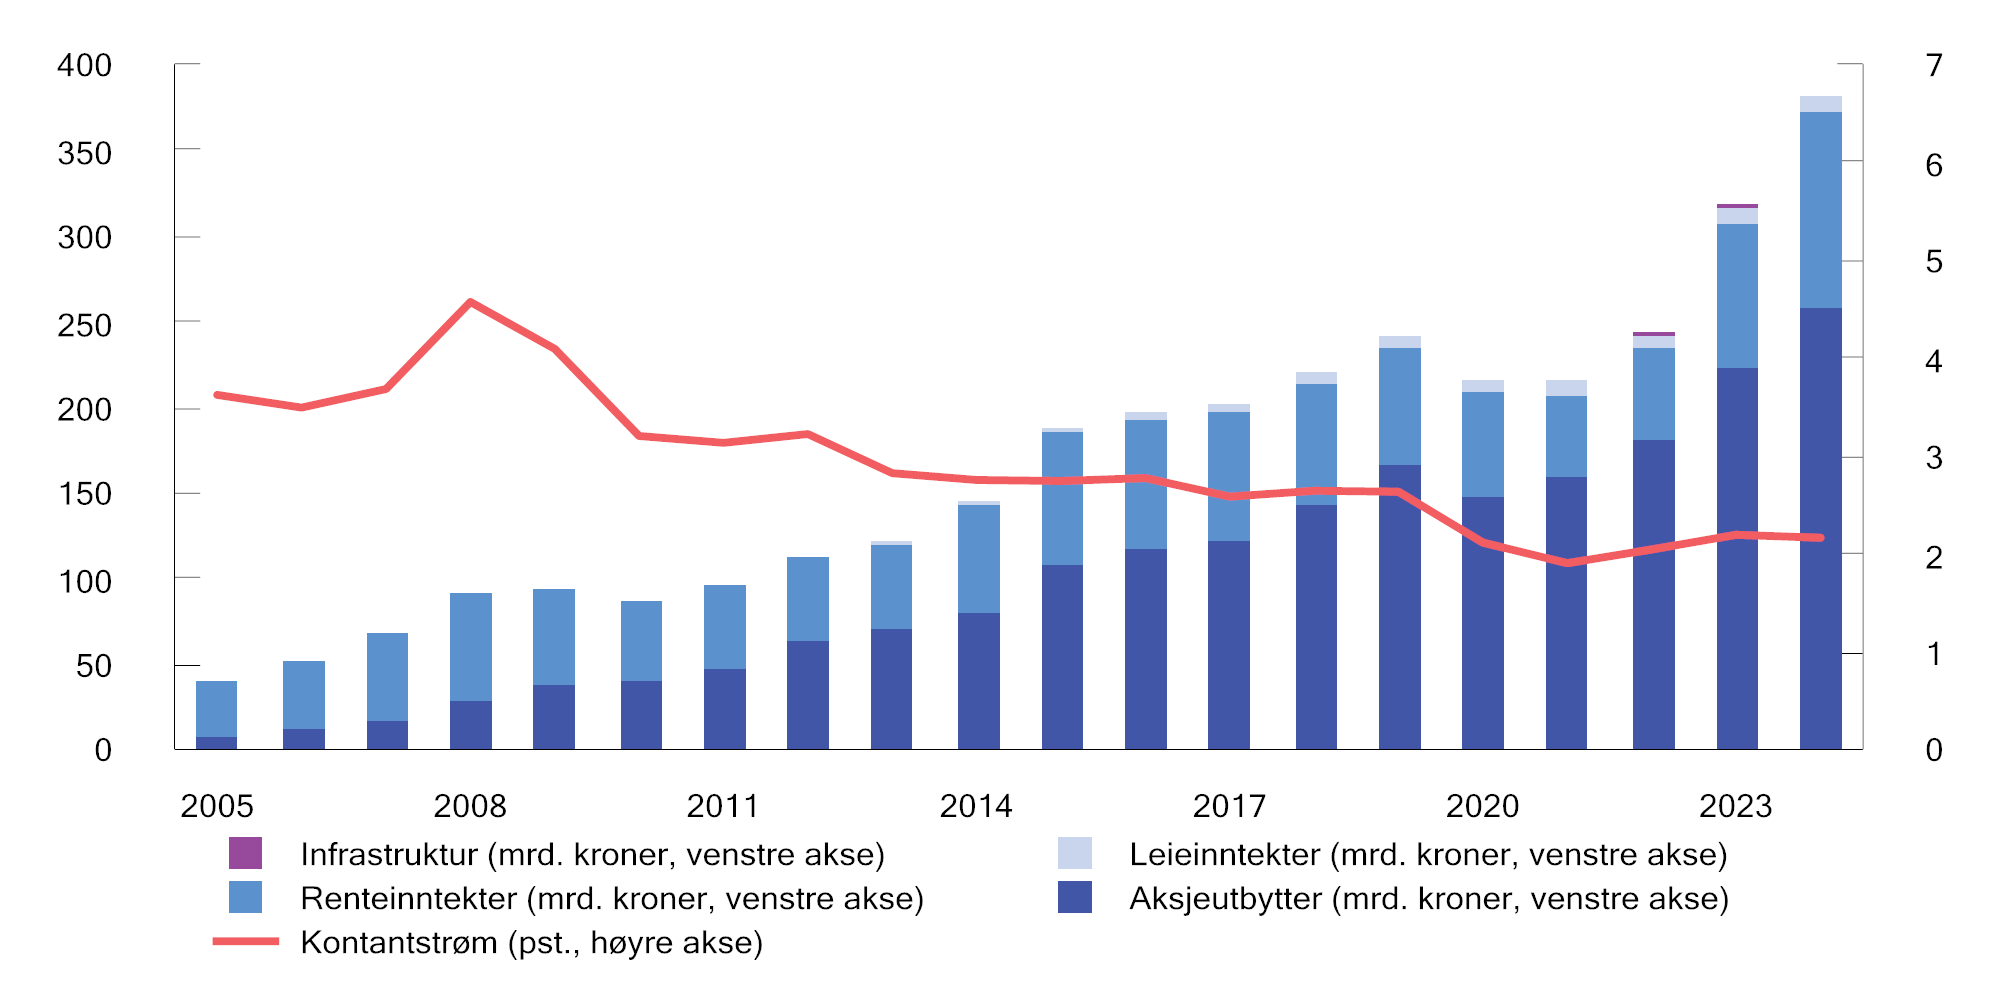 400
350
300
250
200
150
100
50
0
7
6
5
4
3
2
1
0
2005 2008 2011 2014 2017 2020 2023
Infrastruktur (mrd. kroner, venstre akse)
Leieinntekter (mrd. kroner, venstre akse)
Renteinntekter (mrd. kroner, venstre akse)
Aksjeutbytter (mrd. kroner, venstre akse)
Kontantstrøm (pst., høyre akse)